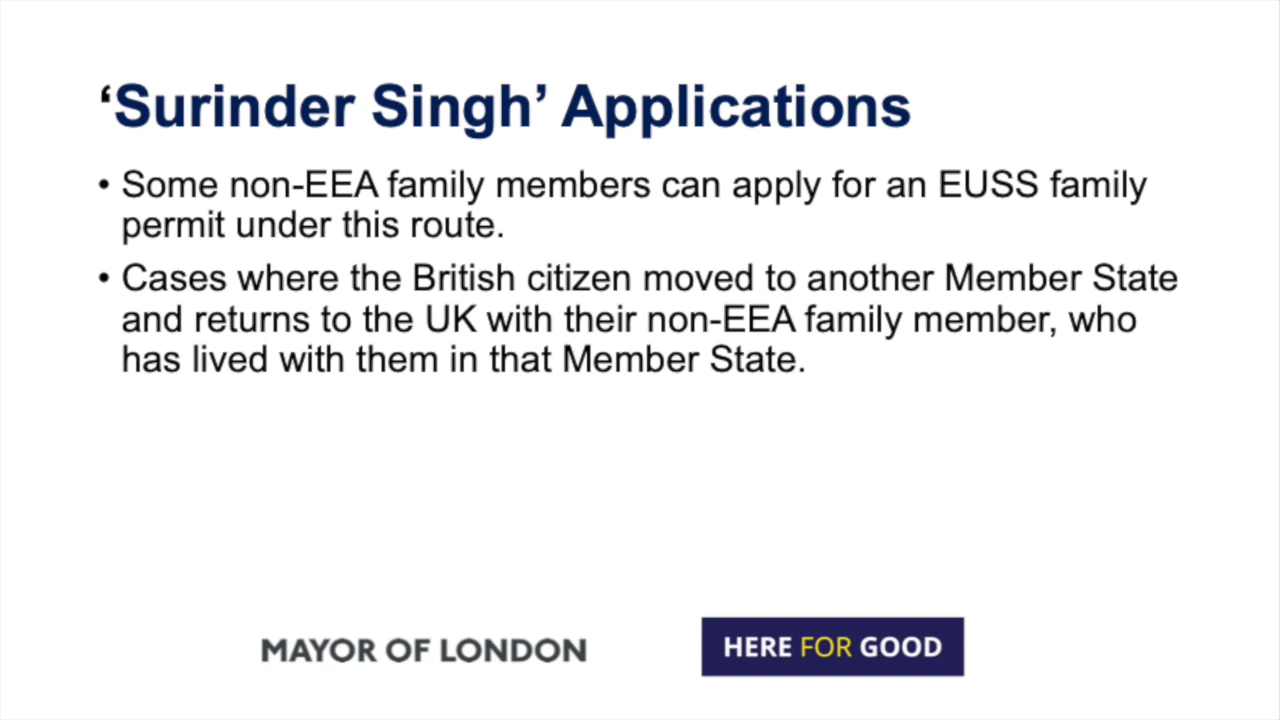 ‘Surinder Singh’ Applications
• Some non-EEA family members can apply for an EUSS family
permit under this route.
• Cases where the British citizen moved to another Member State
and returns to the UK with their non-EEA family member, who
has lived with them in that Member State.
MAYOR OF LONDON
HERE FOR GOOD